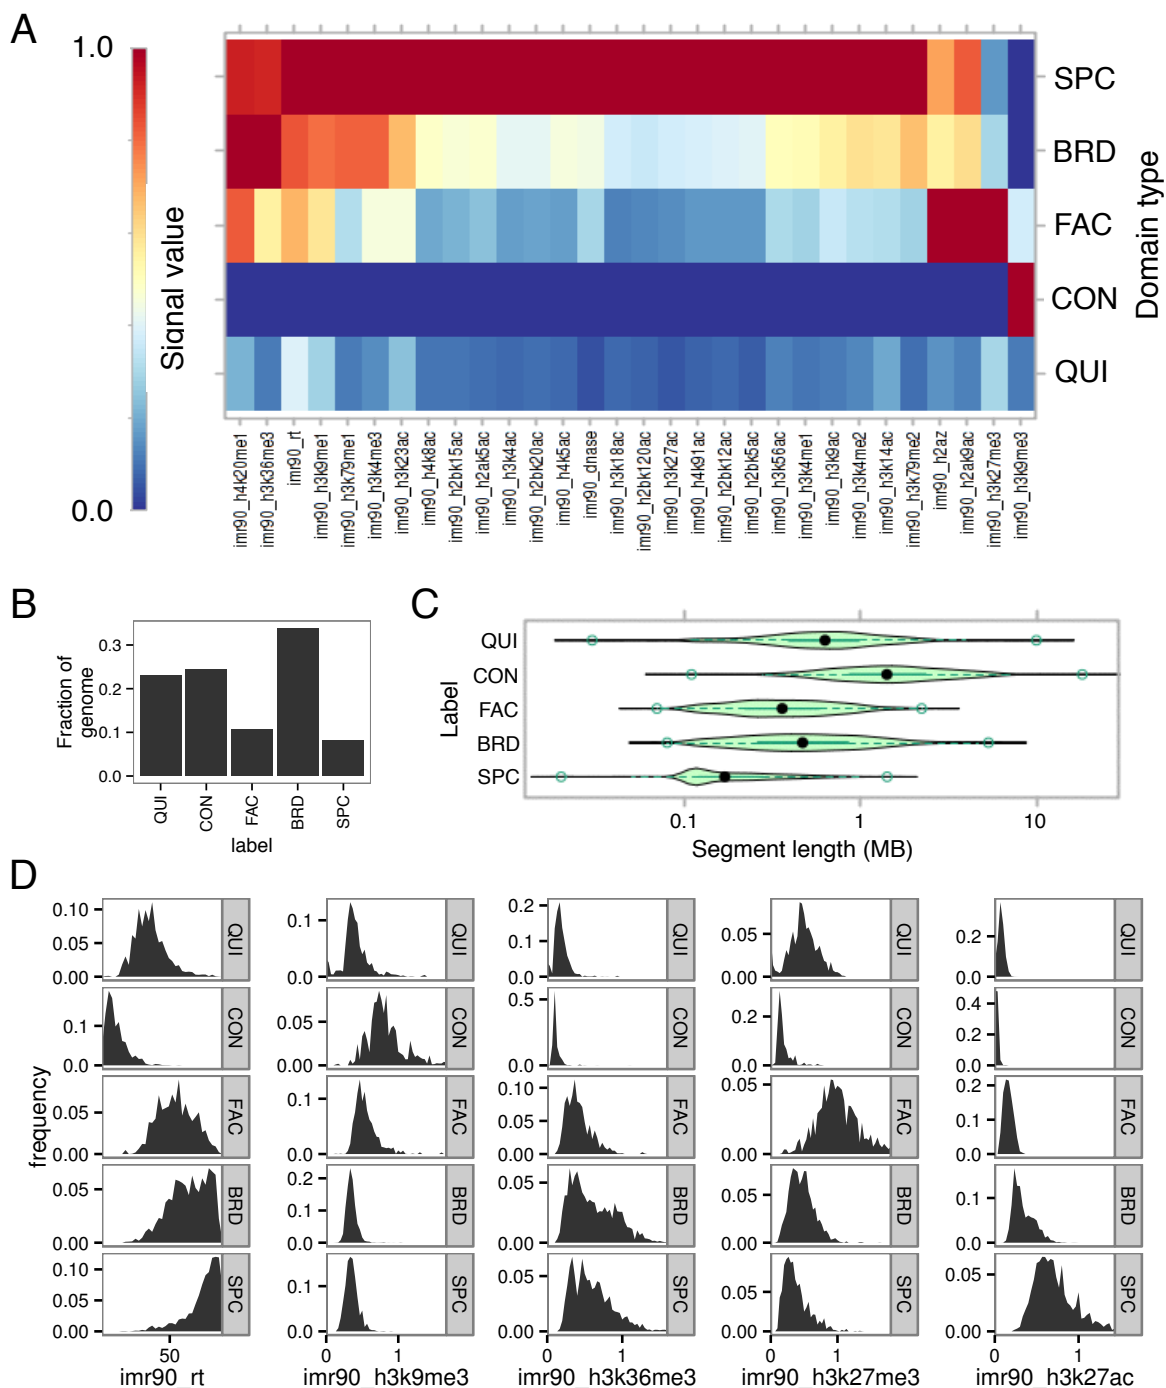 A
1.0
0.0
Signal value
SPC
BRD
FAC
CON
QUI
Domain type
imr90_h4k20me1
imr90_h3k36me3
imr90_rt
imr90_h3k9me1
imr90_h3k79me1
imr90_h3k4me3
imr90_h3k23ac
imr90_h4k8ac
imr90_h2bk15ac
imr90_h2ak5ac
imr90_h3k4ac
imr90_h2bk20ac
imr90_h4k5ac
imr90_dnase
imr90_h3k18ac
imr90_h2bk120ac
imr90_h3k27ac
imr90_h4k91ac
imr90_h2bk12ac
imr90_h2bk5ac
imr90_h3k56ac
imr90_h3k4me1
imr90_h3k9ac
imr90_h3k4me2
imr90_h3k14ac
imr90_h3k79me2
imr90_h2az
imr90_h2ak9ac
imr90_h3k27me3
imr90_h3k9me3
B
Fraction of
genome
0.3
0.2
0.1
0.0
QUI
CON
FAC
BRD
SPC
label
C
Label
QUI
CON
FAC
BRD
SPC
0.1 1 10
Segment length (MB)
D
frequency
0.10
0.05
0.00
QUI
0.1
0.0
QUI
0.2
0.1
0.0
QUI
0.05
0.00
QUI
0.2
0.0
QUI
0.1
0.0
CON
0.05
0.00
CON
0.5
0.0
CON
0.2
0.0
CON
0.4
0.2
0.0
CON
0.05
0.00
FAC
0.1
0.0
FAC
0.10
0.05
0.00
FAC
0.05
0.00
FAC
0.2
0.1
0.0
FAC
0.05
0.00
BRD
0.2
0.1
0.0
BRD
0.05
0.00
BRD
0.05
0.00
BRD
0.1
0.0
BRD
0.10
0.05
0.00
SPC
0.1
0.0
SPC
0.05
0.00
SPC
0.05
0.00
SPC
0.05
0.00
SPC
50
0 1
0 1
0 1
0 1
imr90_rt
imr90_h3k9me3
imr90_h3k36me3
imr90_h3k27me3
imr90_h3k27ac